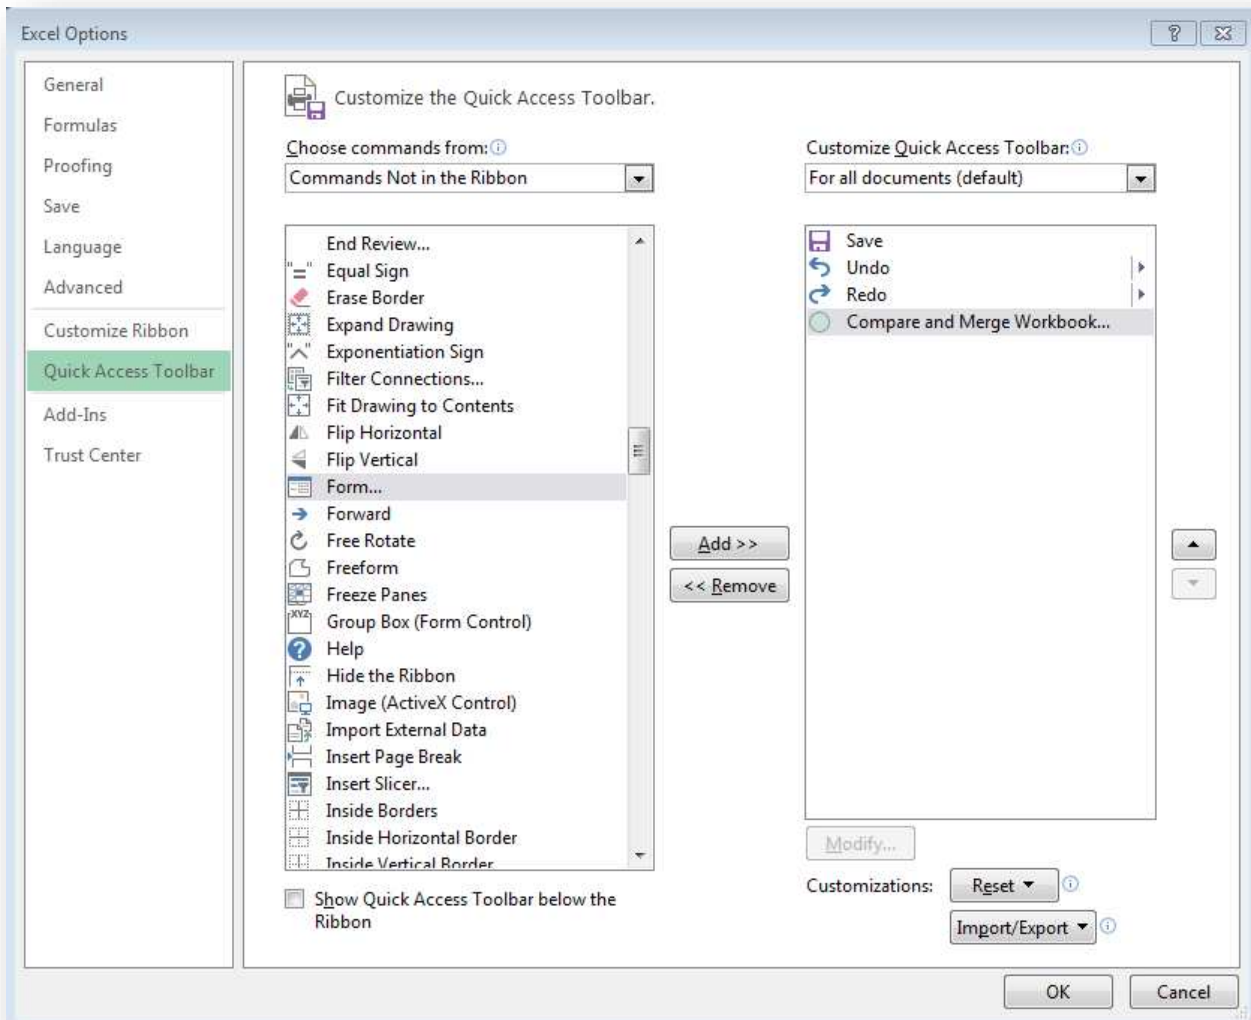 Excel Options
General
Formulas
Proofing
Save
Language
Advanced
Customize Ribbon
Quick Access Toolbar
Add-Ins
Trust Center
Customize the Quick Access Toolbar.
Choose commands from:
Commands Not in the Ribbon
End Review...
Equal Sign
Erase Border
Expand Drawing
Exponentiation Sign
Filter Connections...
Fit Drawing to Contents
Flip Horizontal
Flip Vertical
Form...
Forward
Free Rotate
Freeform
Freeze Panes
Group Box (Form Control)
Help
Hide the Ribbon
Image (ActiveX Control)
Import External Data
Insert Page Break
Insert Slicer...
Inside Borders
Inside Horizontal Border
Inside Vertical Border
Show Quick Access Toolbar below the
Ribbon
Add >>
<< Remove
Customize Quick Access Toolbar:
For all documents (default)
Save
Undo
Redo
Compare and Merge Workbook...
Modify...
Customizations:
Reset
Import/Export
OK
Cancel